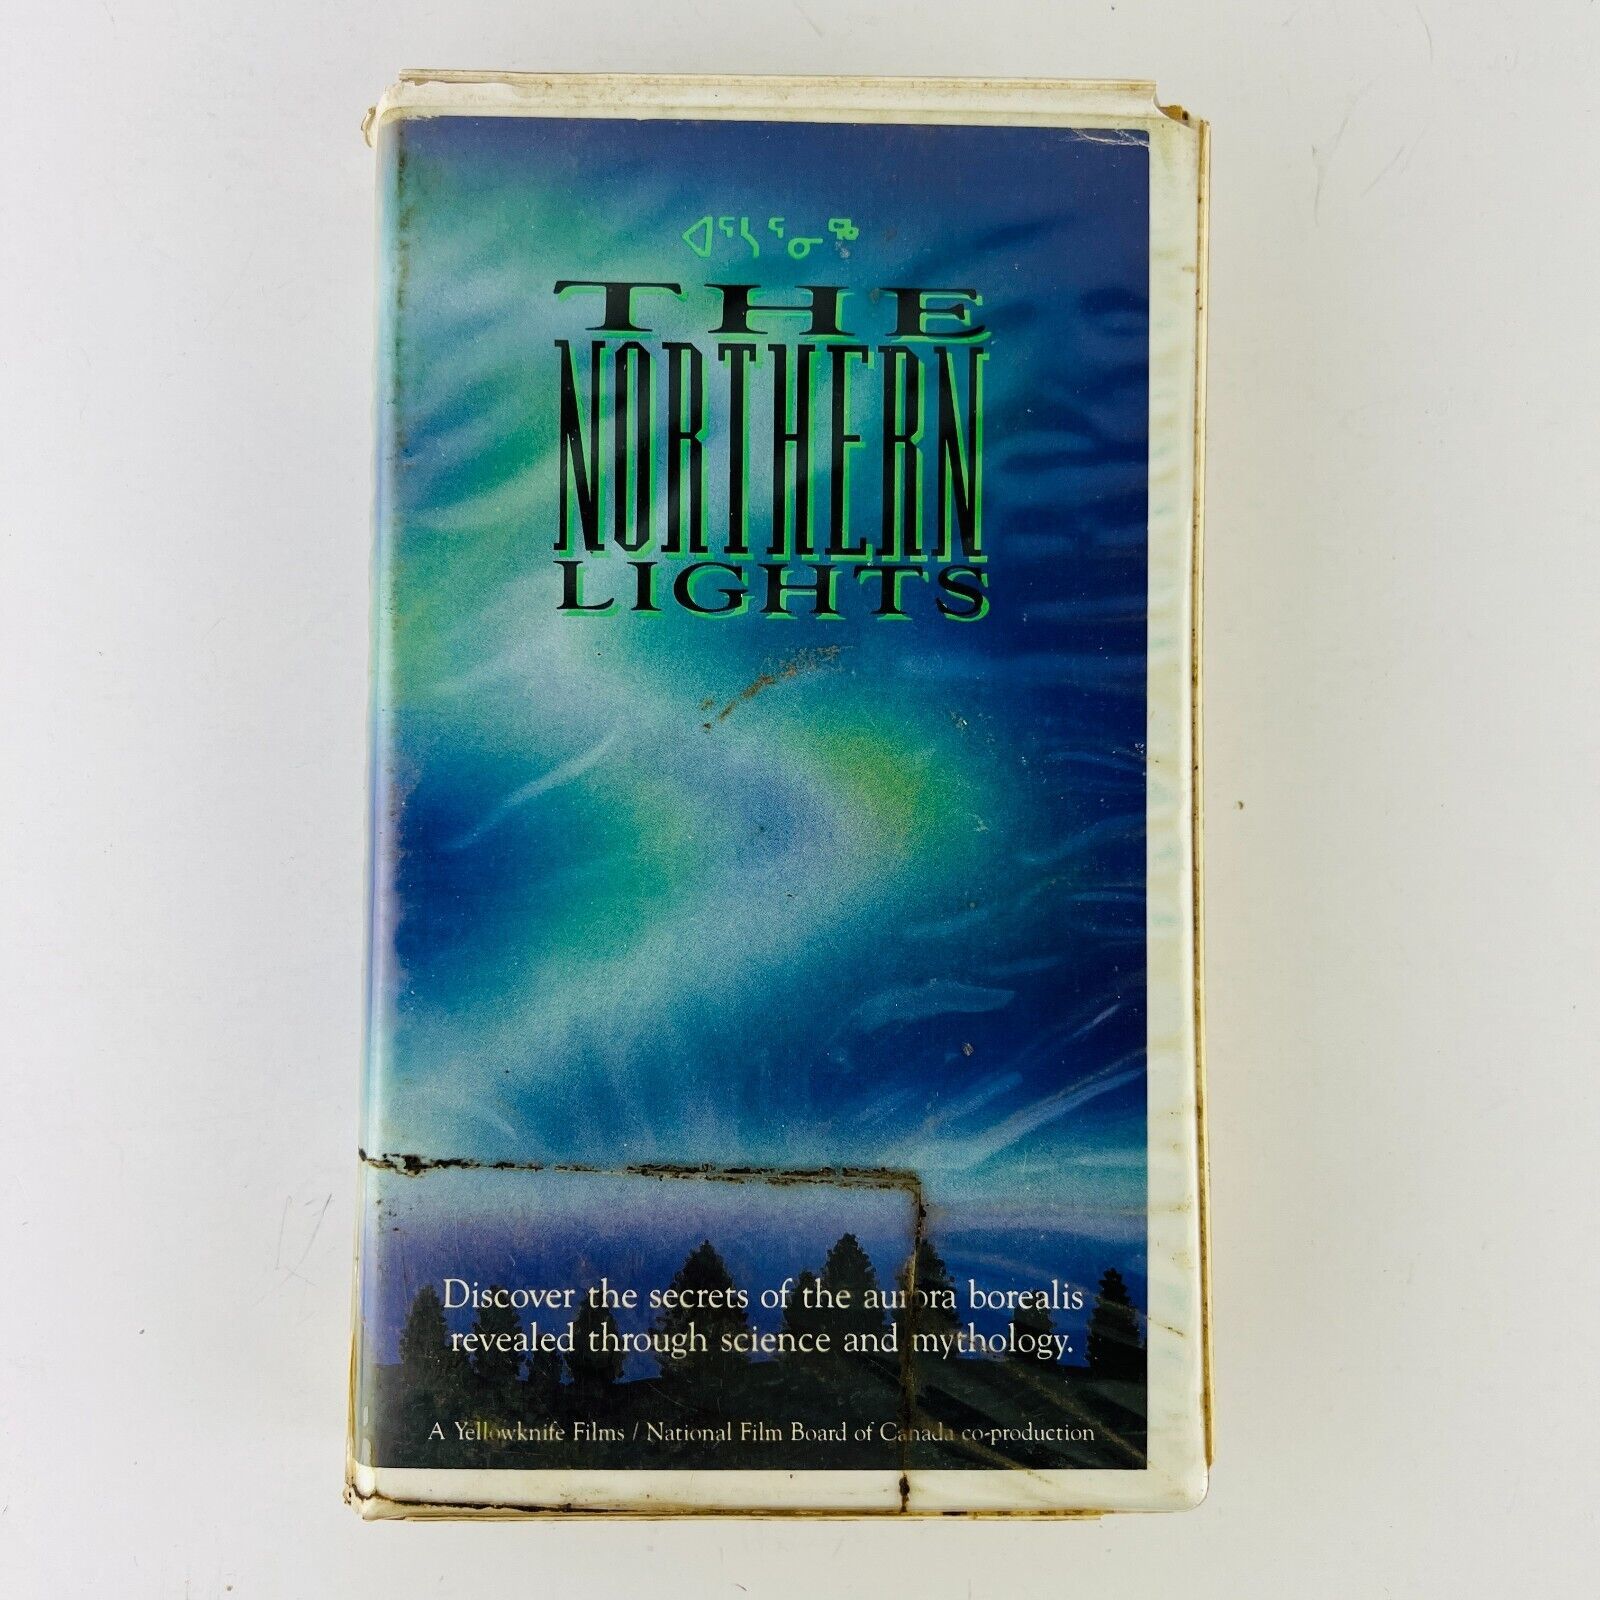 ᐊᕐᓴᕐᓂᖅ
THE
NORTHERN
LIGHTS
Discover the secrets of the aurora borealis
revealed through science and mythology.
A Yellowknife Films / National Film Board of Canada co-production